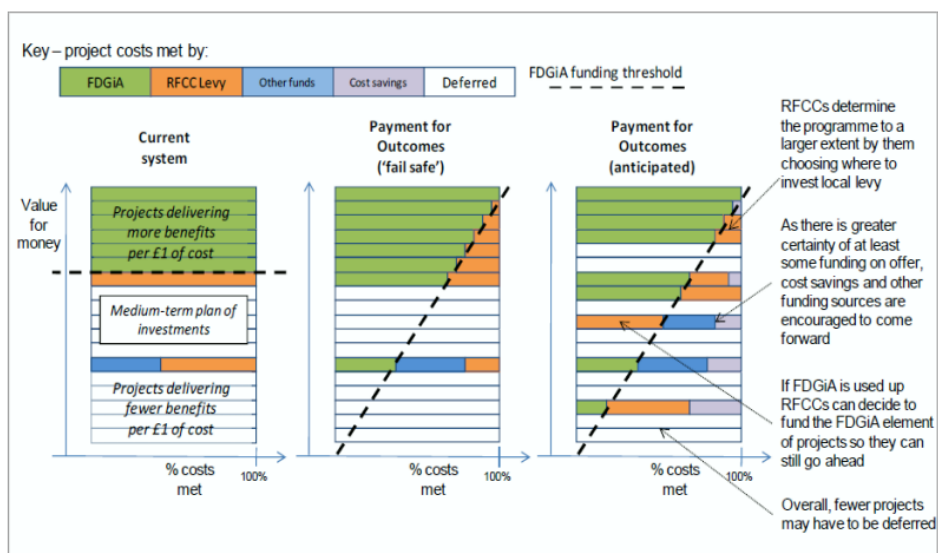 Key – project costs met by:
FDGiA
RFCC Levy
Other funds
Cost savings
Deferred
FDGiA funding threshold
Current
system
Payment for
Outcomes
('fail safe')
Payment for
Outcomes
(anticipated)
Value
for
money
Projects delivering
more benefits
per £1 of cost
Medium-term plan of
investments
Projects delivering
fewer benefits
per £1 of cost
% costs
met
100%
% costs
met
100%
% costs
met
100%
RFCCs determine
the programme to a
larger extent by them
choosing where to
invest local levy
As there is greater
certainty of at least
some funding on offer,
cost savings and other
funding sources are
encouraged to come
forward
If FDGiA is used up
RFCCs can decide to
fund the FDGiA element
of projects so they can
still go ahead
Overall, fewer projects
may have to be deferred